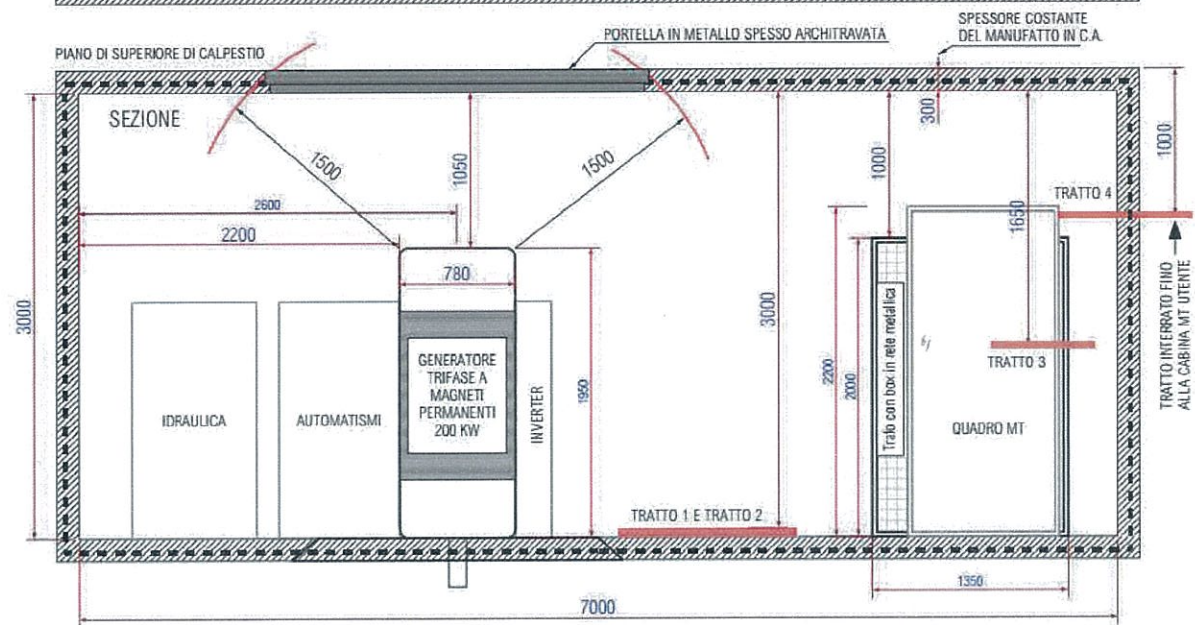 PIANO DI SUPERIORE DI CALPESTIO
PORTELLA IN METALLO SPESSO ARCHITRAVATA
SPESSORE COSTANTE
DEL MANUFATTO IN C.A.
SEZIONE
300
1000
1000
1500
1050
1500
1650
TRATTO 4
2600
2200
780
3000
3000
GENERATORE
TRIFASE A
MAGNETI
PERMANENTI
200 KW
IDRAULICA
AUTOMATISMI
INVERTER
1950
2200
2000
Trafo con box in rete metallica
TRATTO 3
QUADRO MT
TRATTO INTERRATO FINO
ALLA CABINA MT UTENTE
TRATTO 1 E TRATTO 2
1350
7000